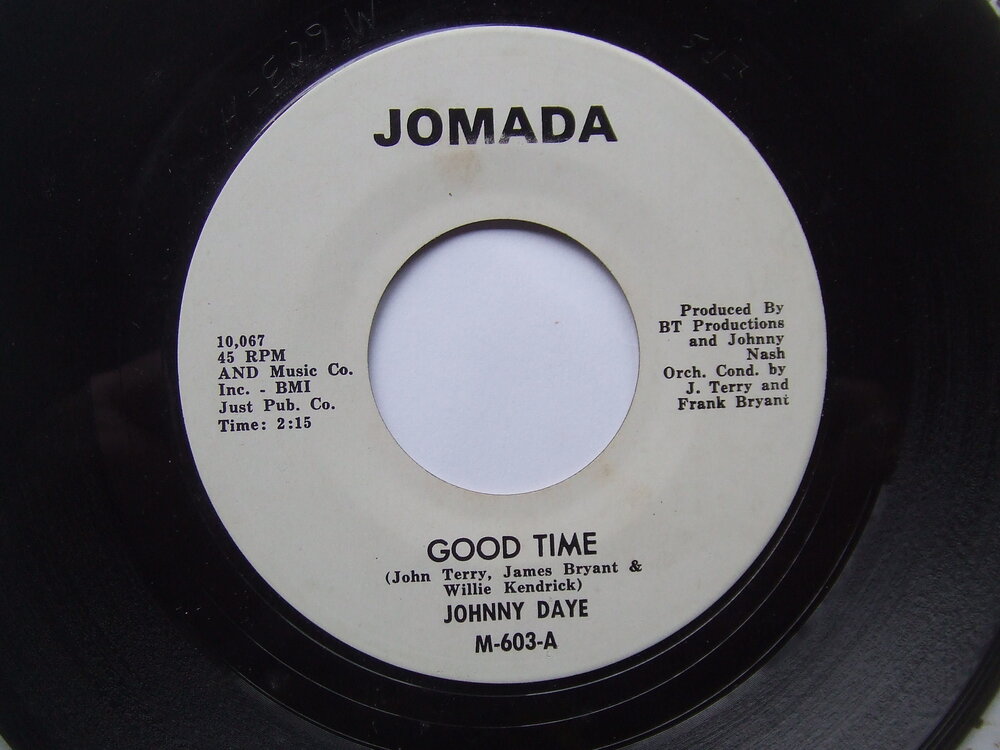 JOMADA
10,067
45 RPM
AND Music Co.
Inc. - BMI
Just Pub. Co.
Time: 2:15
Produced By
BT Productions
and Johnny
Nash
Orch. Cond. by
J. Terry and
Frank Bryant
GOOD TIME
(John Terry, James Bryant &
Willie Kendrick)
JOHNNY DAYE
M-603-A